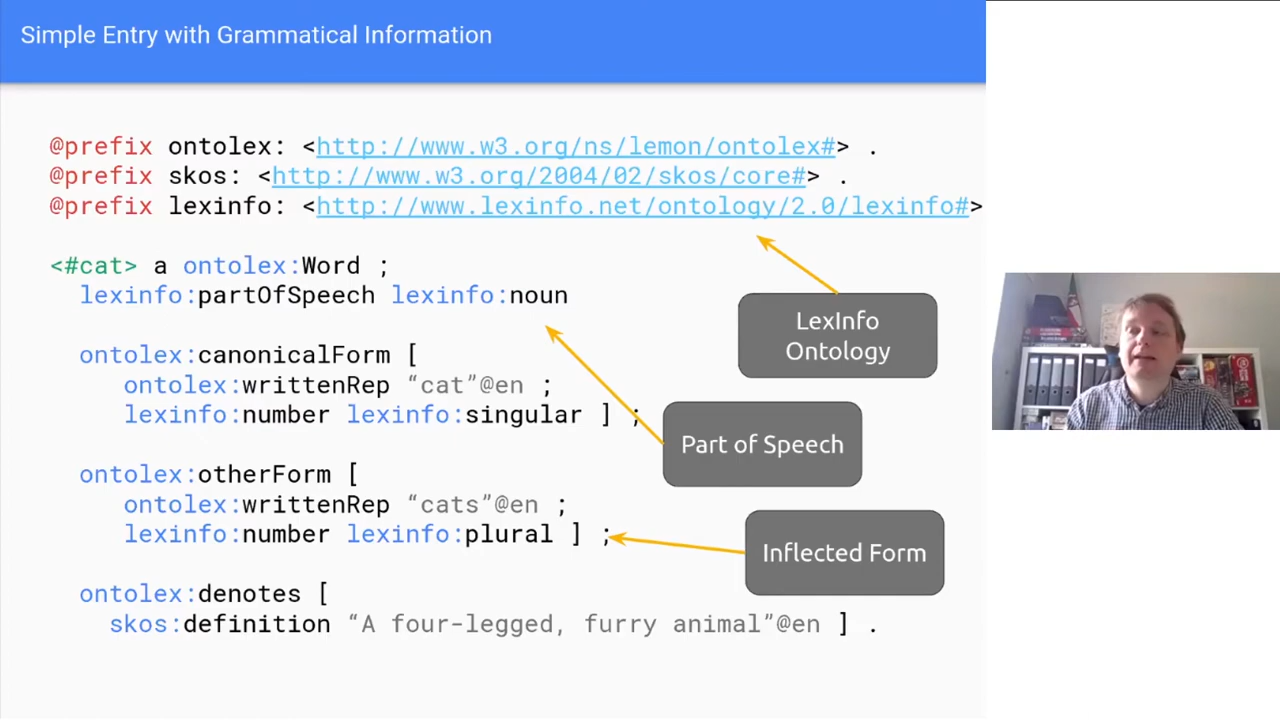 Simple Entry with Grammatical Information
@prefix ontolex: <http://www.w3.org/ns/lemon/ontolex#> .
@prefix skos: <http://www.w3.org/2004/02/skos/core#> .
@prefix lexinfo: <http://www.lexinfo.net/ontology/2.0/lexinfo#>
<#cat> a ontolex:Word ;
lexinfo:partOfSpeech lexinfo:noun
ontolex:canonicalForm [
ontolex:writtenRep “cat”@en ;
lexinfo:number lexinfo:singular ] ;
ontolex:otherForm [
ontolex:writtenRep “cats”@en ;
lexinfo:number lexinfo:plural ] ;
ontolex:denotes [
skos:definition “A four-legged, furry animal”@en ] .
LexInfo
Ontology
Part of Speech
Inflected Form